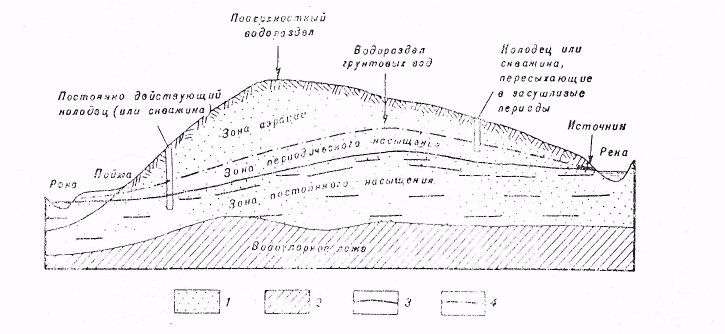 Поверхностный
водораздел
Водораздел
грунтовых вод
Колодец или
скважина,
пересыхающие
в засушливые
периоды
Постоянно действующий
колодец (или скважина)
Источник
Река
Зона аэрации
Пойма
Река
Зона периодического насыщения
Зона постоянного насыщения
Водоупорное ложе
1
2
3
4